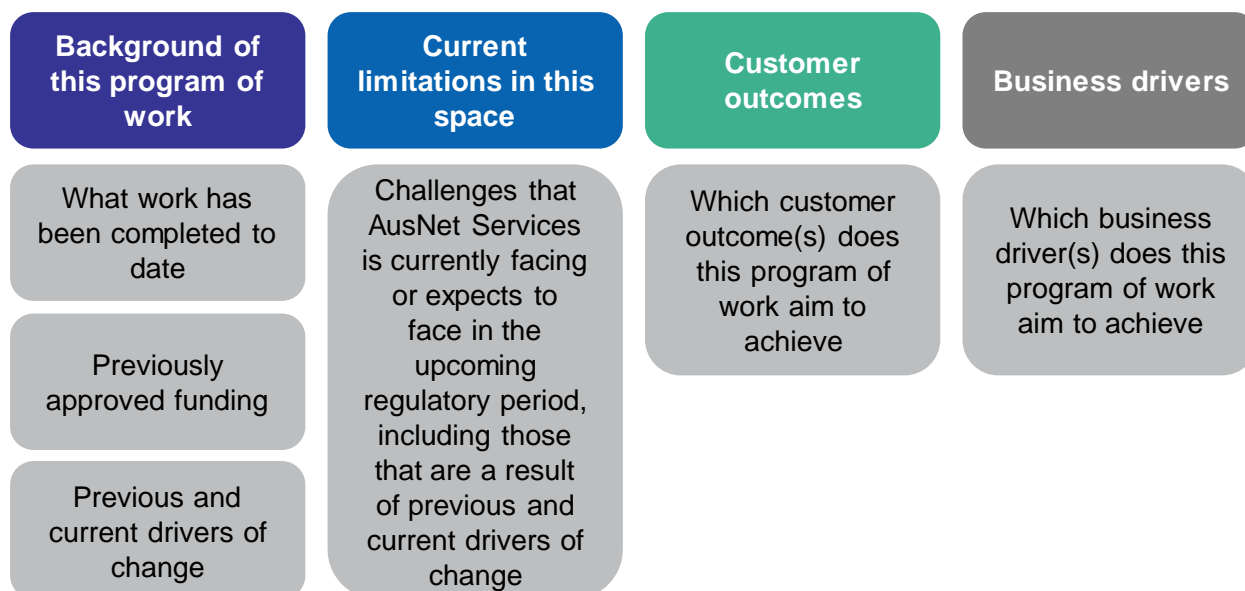 Background of
this program of
work
What work has
been completed to
date
Previously
approved funding
Previous and
current drivers of
change
Current
limitations in this
space
Challenges that
AusNet Services
is currently facing
or expects to
face in the
upcoming
regulatory period,
including those
that are a result
of previous and
current drivers of
change
Customer
outcomes
Which customer
outcome(s) does
this program of
work aim to
achieve
Business drivers
Which business
driver(s) does this
program of work
aim to achieve